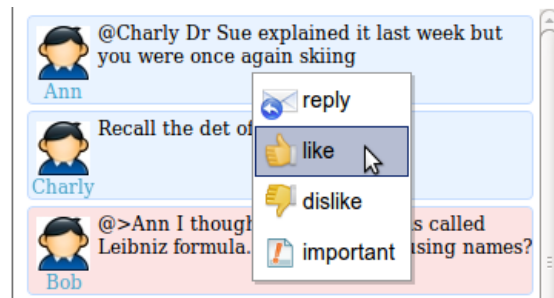 @Charly Dr Sue explained it last week but
you were once again skiing
Ann
reply
Recall the det of
like
Charly
dislike
@>Ann I though s called
Leibniz formula. using names?
important
Bob